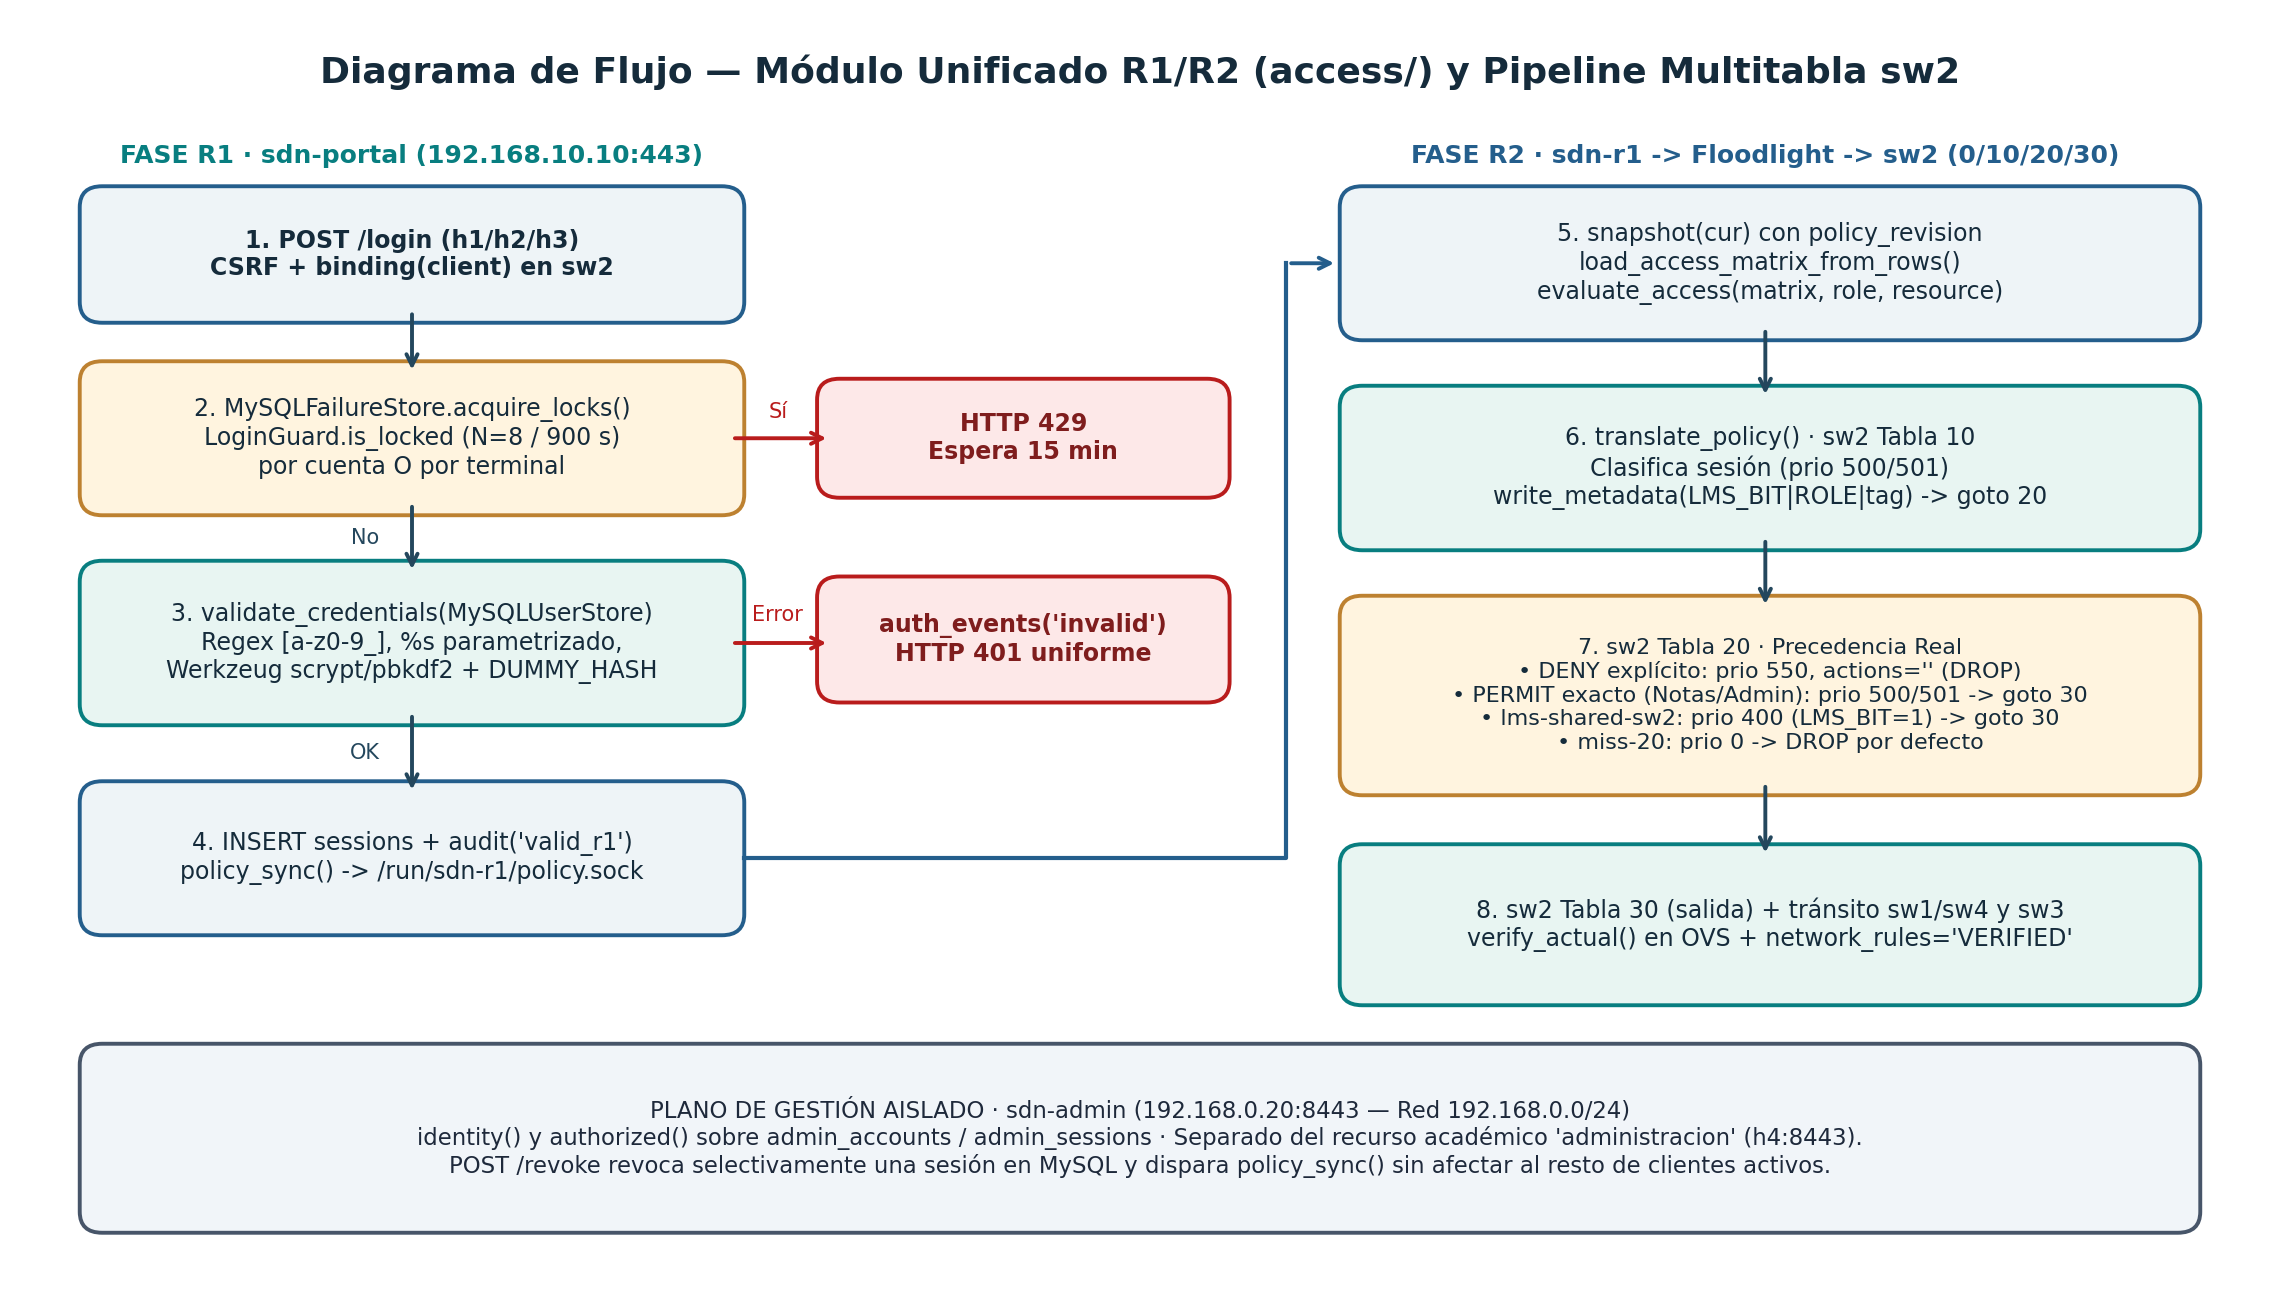 Diagrama de Flujo — Módulo Unificado R1/R2 (access/) y Pipeline Multitabla sw2
FASE R1 · sdn-portal (192.168.10.10:443)
1. POST /login (h1/h2/h3)
CSRF + binding(client) en sw2
2. MySQLFailureStore.acquire_locks()
LoginGuard.is_locked (N=8 / 900 s)
por cuenta O por terminal
Sí
HTTP 429
Espera 15 min
No
3. validate_credentials(MySQLUserStore)
Regex [a-z0-9_], %s parametrizado,
Werkzeug scrypt/pbkdf2 + DUMMY_HASH
Error
auth_events('invalid')
HTTP 401 uniforme
OK
4. INSERT sessions + audit('valid_r1')
policy_sync() -> /run/sdn-r1/policy.sock
FASE R2 · sdn-r1 -> Floodlight -> sw2 (0/10/20/30)
5. snapshot(cur) con policy_revision
load_access_matrix_from_rows()
evaluate_access(matrix, role, resource)
6. translate_policy() · sw2 Tabla 10
Clasifica sesión (prio 500/501)
write_metadata(LMS_BIT|ROLE|tag) -> goto 20
7. sw2 Tabla 20 · Precedencia Real
• DENY explícito: prio 550, actions='' (DROP)
• PERMIT exacto (Notas/Admin): prio 500/501 -> goto 30
• lms-shared-sw2: prio 400 (LMS_BIT=1) -> goto 30
• miss-20: prio 0 -> DROP por defecto
8. sw2 Tabla 30 (salida) + tránsito sw1/sw4 y sw3
verify_actual() en OVS + network_rules='VERIFIED'
PLANO DE GESTIÓN AISLADO · sdn-admin (192.168.0.20:8443 — Red 192.168.0.0/24)
identity() y authorized() sobre admin_accounts / admin_sessions · Separado del recurso académico 'administracion' (h4:8443).
POST /revoke revoca selectivamente una sesión en MySQL y dispara policy_sync() sin afectar al resto de clientes activos.